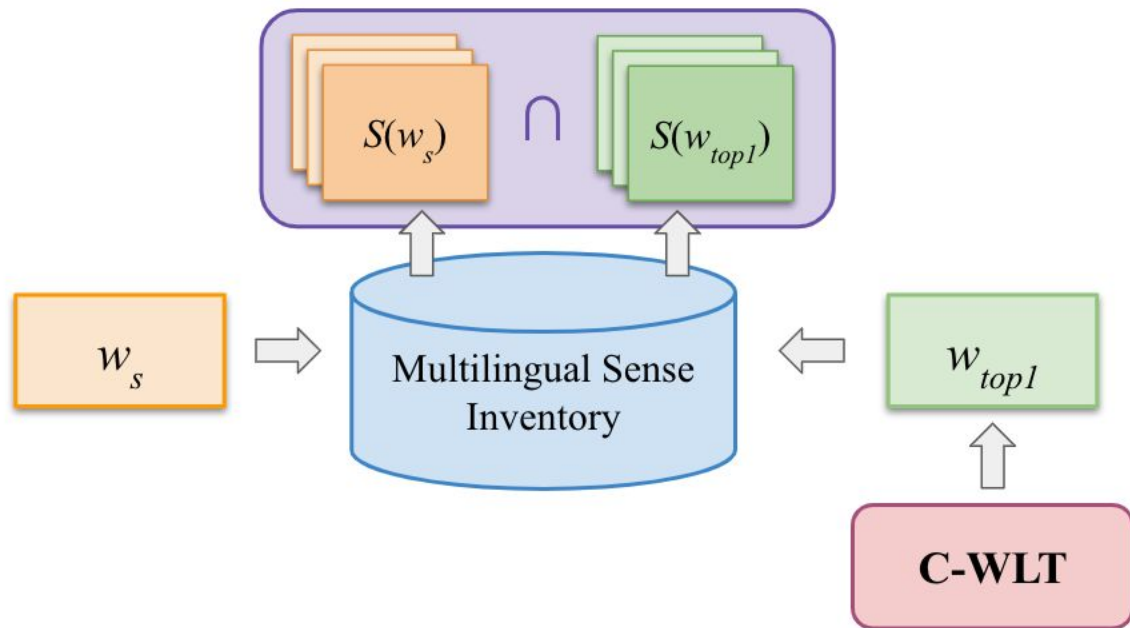 S(w_s) ∩ S(w_top1)
w_s
Multilingual Sense
Inventory
w_top1
C-WLT